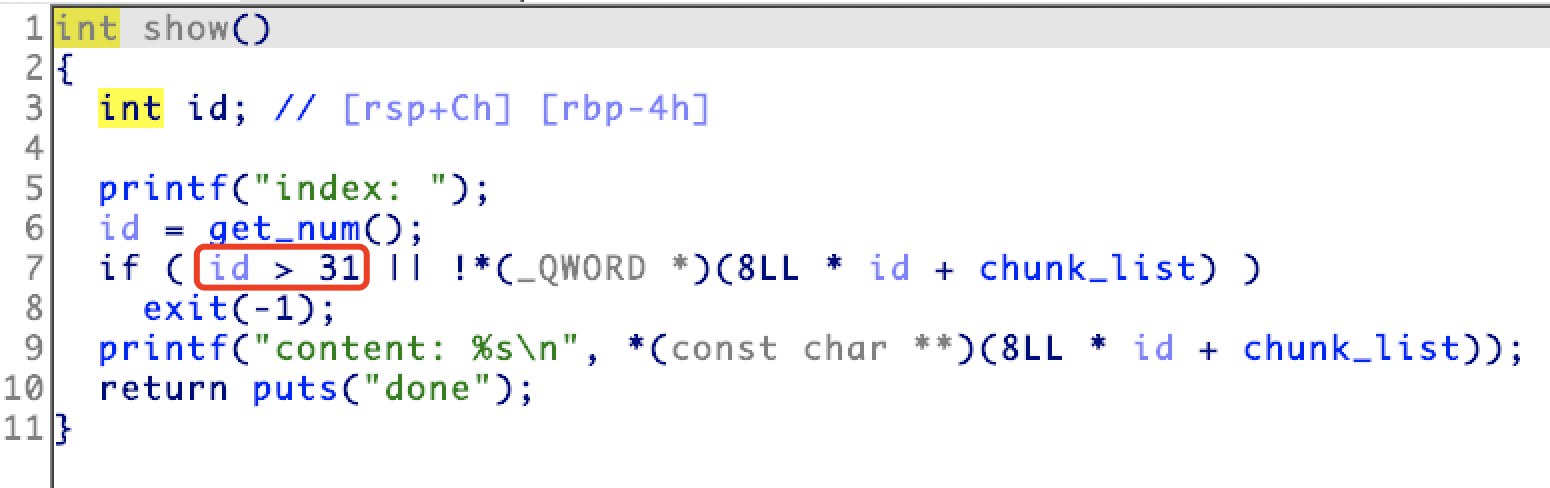 1 int show()
2 {
3   int id; // [rsp+Ch] [rbp-4h]
4
5   printf("index: ");
6   id = get_num();
7   if ( id > 31 || !*(_QWORD *)(8LL * id + chunk_list) )
8     exit(-1);
9   printf("content: %s\n", *(const char **)(8LL * id + chunk_list));
10   return puts("done");
11 }